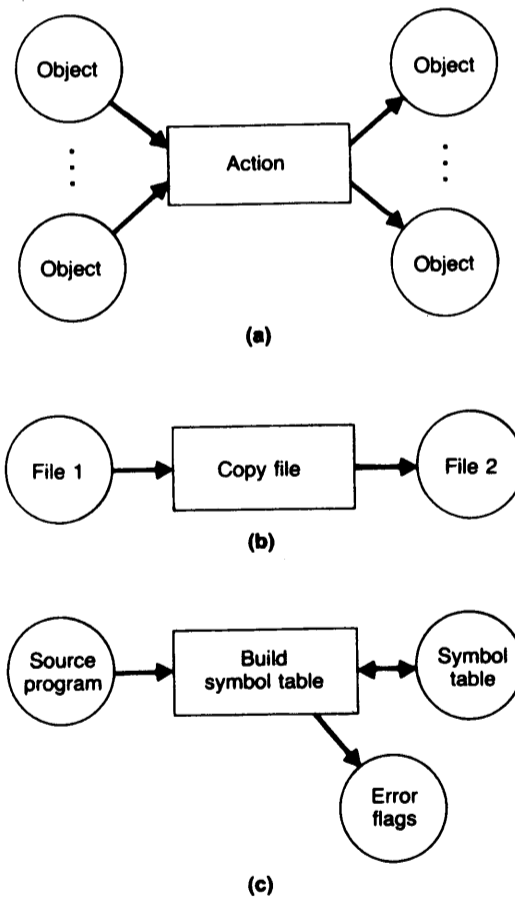 Object
Object
Action
Object
Object
(a)
File 1
Copy file
File 2
(b)
Source
program
Build
symbol table
Symbol
table
Error
flags
(c)